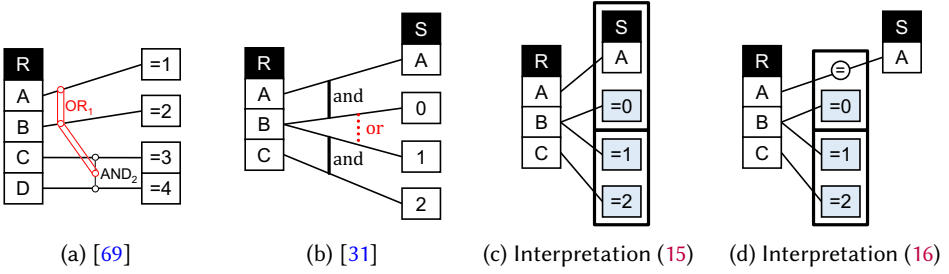 R
A
B
C
D
=1
=2
=3
=4
OR1
AND2
(a) [69]
R
A
B
C
S
A
0
1
2
and
or
and
(b) [31]
R
A
B
C
S
A
=0
=1
=2
(c) Interpretation (15)
R
A
B
C
=
S
A
=0
=1
=2
(d) Interpretation (16)